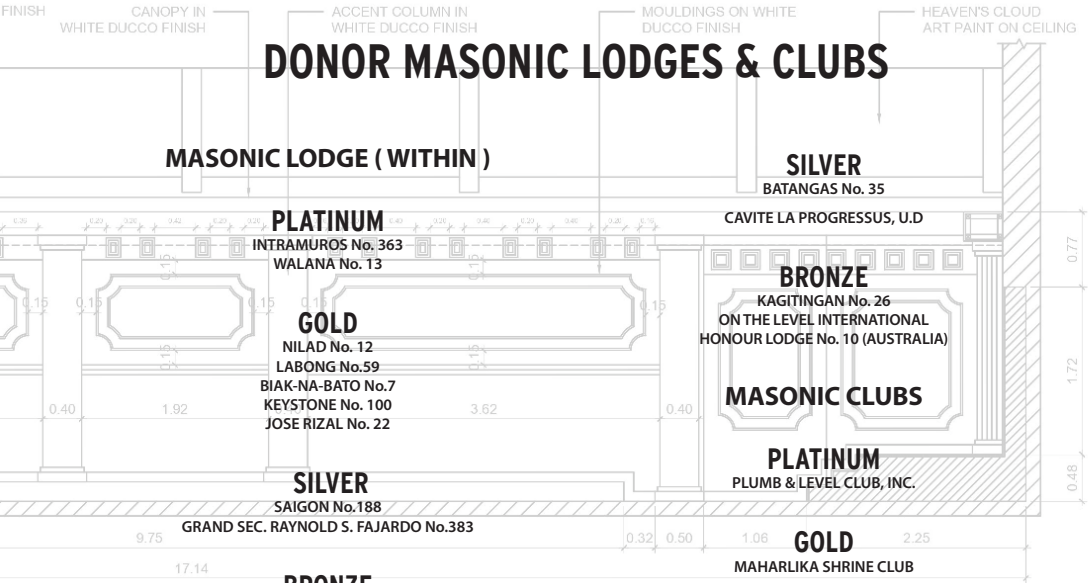 FINISH
CANOPY IN
WHITE DUCCO FINISH
ACCENT COLUMN IN
WHITE DUCCO FINISH
MOULDINGS ON WHITE
DUCCO FINISH
HEAVEN'S CLOUD
ART PAINT ON CEILING
DONOR MASONIC LODGES & CLUBS
MASONIC LODGE ( WITHIN )
PLATINUM
INTRAMUROS No. 363
WALANA No. 13
GOLD
NILAD No. 12
LABONG No.59
BIAK-NA-BATO No.7
KEYSTONE No. 100
JOSE RIZAL No. 22
SILVER
SAIGON No.188
GRAND SEC. RAYNOLD S. FAJARDO No.383
BRONZE
SILVER
BATANGAS No. 35
CAVITE LA PROGRESSUS, U.D
BRONZE
KAGITINGAN No. 26
ON THE LEVEL INTERNATIONAL
HONOUR LODGE No. 10 (AUSTRALIA)
MASONIC CLUBS
PLATINUM
PLUMB & LEVEL CLUB, INC.
GOLD
MAHARLIKA SHRINE CLUB
0.15
0.15
0.15
0.15
0.15
0.15
0.15
0.15
0.40
1.92
3.62
0.40
0.77
1.72
0.48
9.75
0.32
0.50
1.06
2.25
17.14